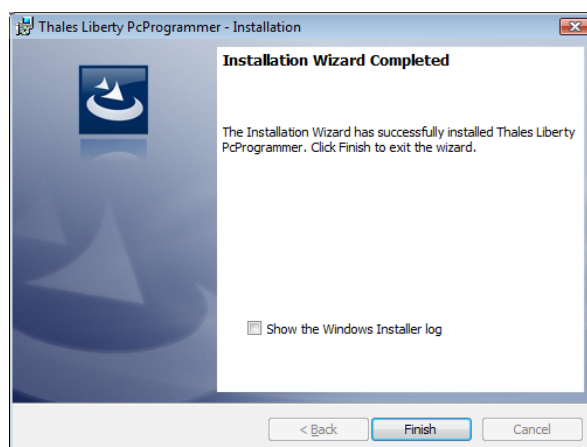 Thales Liberty PcProgrammer - Installation
Installation Wizard Completed
The Installation Wizard has successfully installed Thales Liberty
PcProgrammer. Click Finish to exit the wizard.
Show the Windows Installer log
< Back
Finish
Cancel